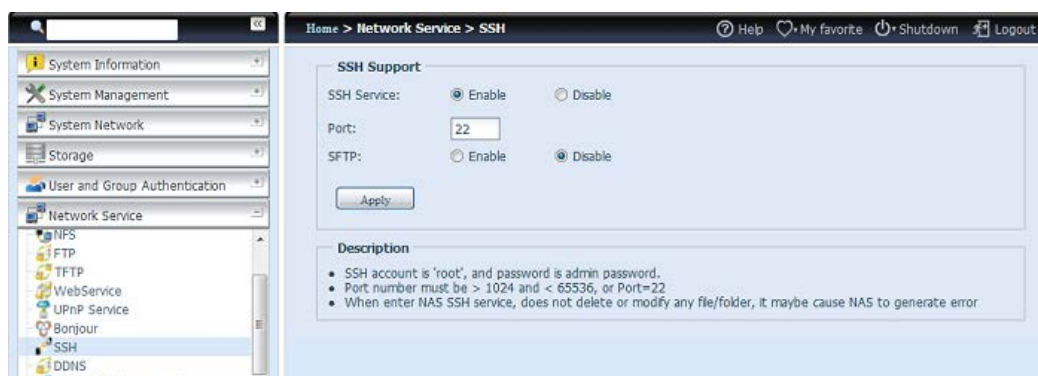 Home > Network Service > SSH
Help My favorite Shutdown Logout
System Information
System Management
System Network
Storage
User and Group Authentication
Network Service
NFS
FTP
TFTP
WebService
UPnP Service
Bonjour
SSH
DDNS
SSH Support
SSH Service: Enable Disable
Port: 22
SFTP: Enable Disable
Apply
Description
SSH account is 'root', and password is admin password.
Port number must be > 1024 and < 65536, or Port=22
When enter NAS SSH service, does not delete or modify any file/folder, it maybe cause NAS to generate error